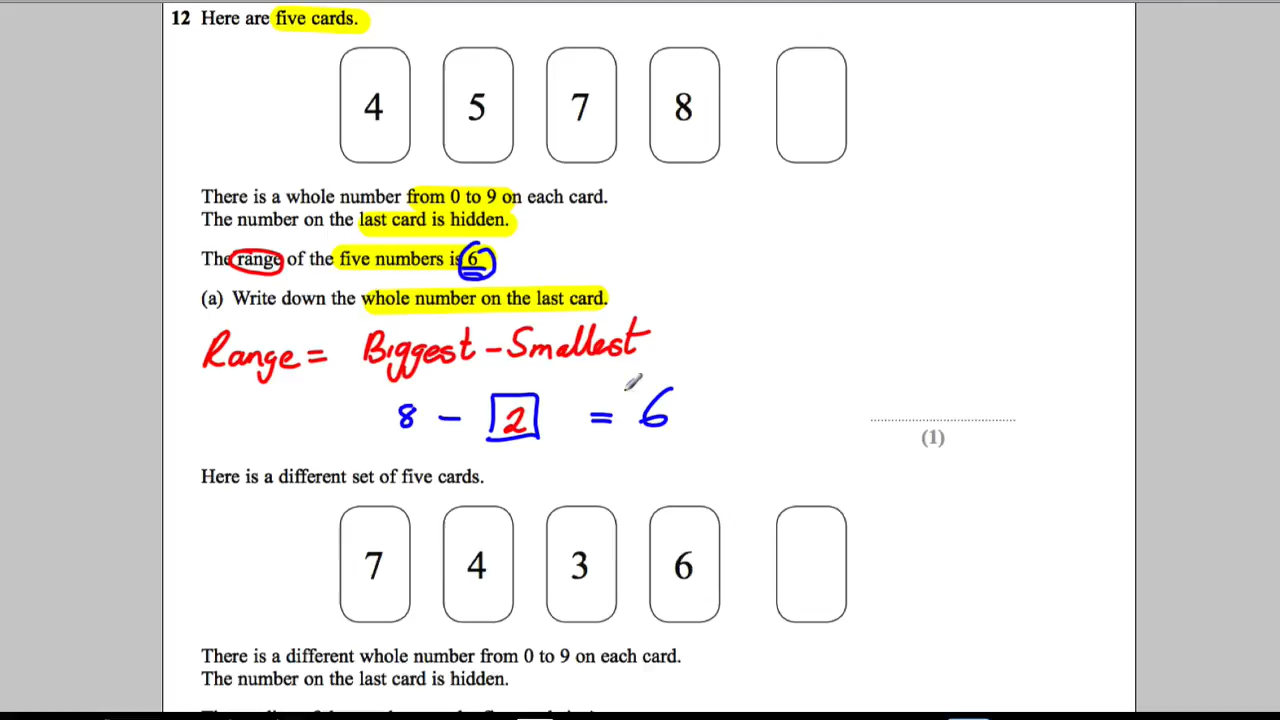 12 Here are five cards.
4 5 7 8
There is a whole number from 0 to 9 on each card.
The number on the last card is hidden.
The range of the five numbers is 6
(a) Write down the whole number on the last card.
Range = Biggest - Smallest
8 - 2 = 6
(1)
Here is a different set of five cards.
7 4 3 6
There is a different whole number from 0 to 9 on each card.
The number on the last card is hidden.